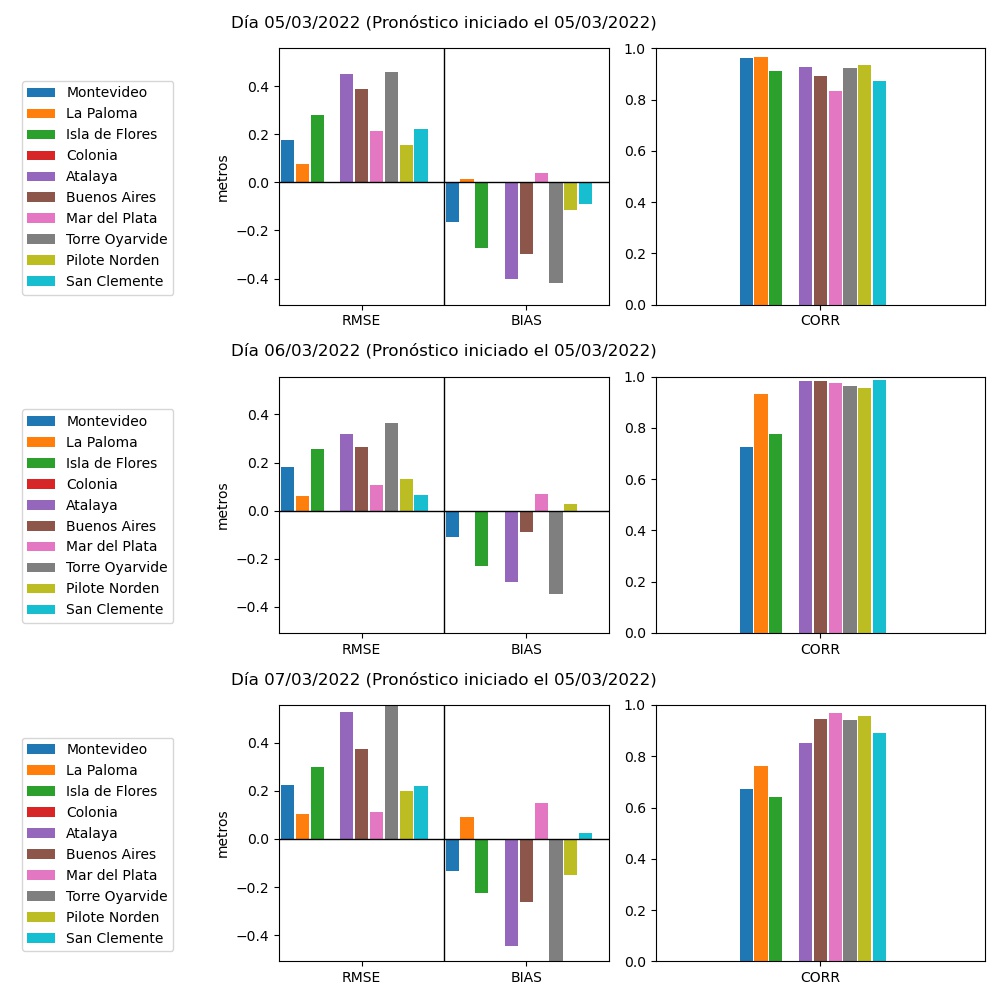 Día 05/03/2022 (Pronóstico iniciado el 05/03/2022)
Montevideo
La Paloma
Isla de Flores
Colonia
Atalaya
Buenos Aires
Mar del Plata
Torre Oyarvide
Pilote Norden
San Clemente
metros
0.4
0.2
0.0
−0.2
−0.4
RMSE
BIAS
1.0
0.8
0.6
0.4
0.2
0.0
CORR
Día 06/03/2022 (Pronóstico iniciado el 05/03/2022)
Montevideo
La Paloma
Isla de Flores
Colonia
Atalaya
Buenos Aires
Mar del Plata
Torre Oyarvide
Pilote Norden
San Clemente
metros
0.4
0.2
0.0
−0.2
−0.4
RMSE
BIAS
1.0
0.8
0.6
0.4
0.2
0.0
CORR
Día 07/03/2022 (Pronóstico iniciado el 05/03/2022)
Montevideo
La Paloma
Isla de Flores
Colonia
Atalaya
Buenos Aires
Mar del Plata
Torre Oyarvide
Pilote Norden
San Clemente
metros
0.4
0.2
0.0
−0.2
−0.4
RMSE
BIAS
1.0
0.8
0.6
0.4
0.2
0.0
CORR